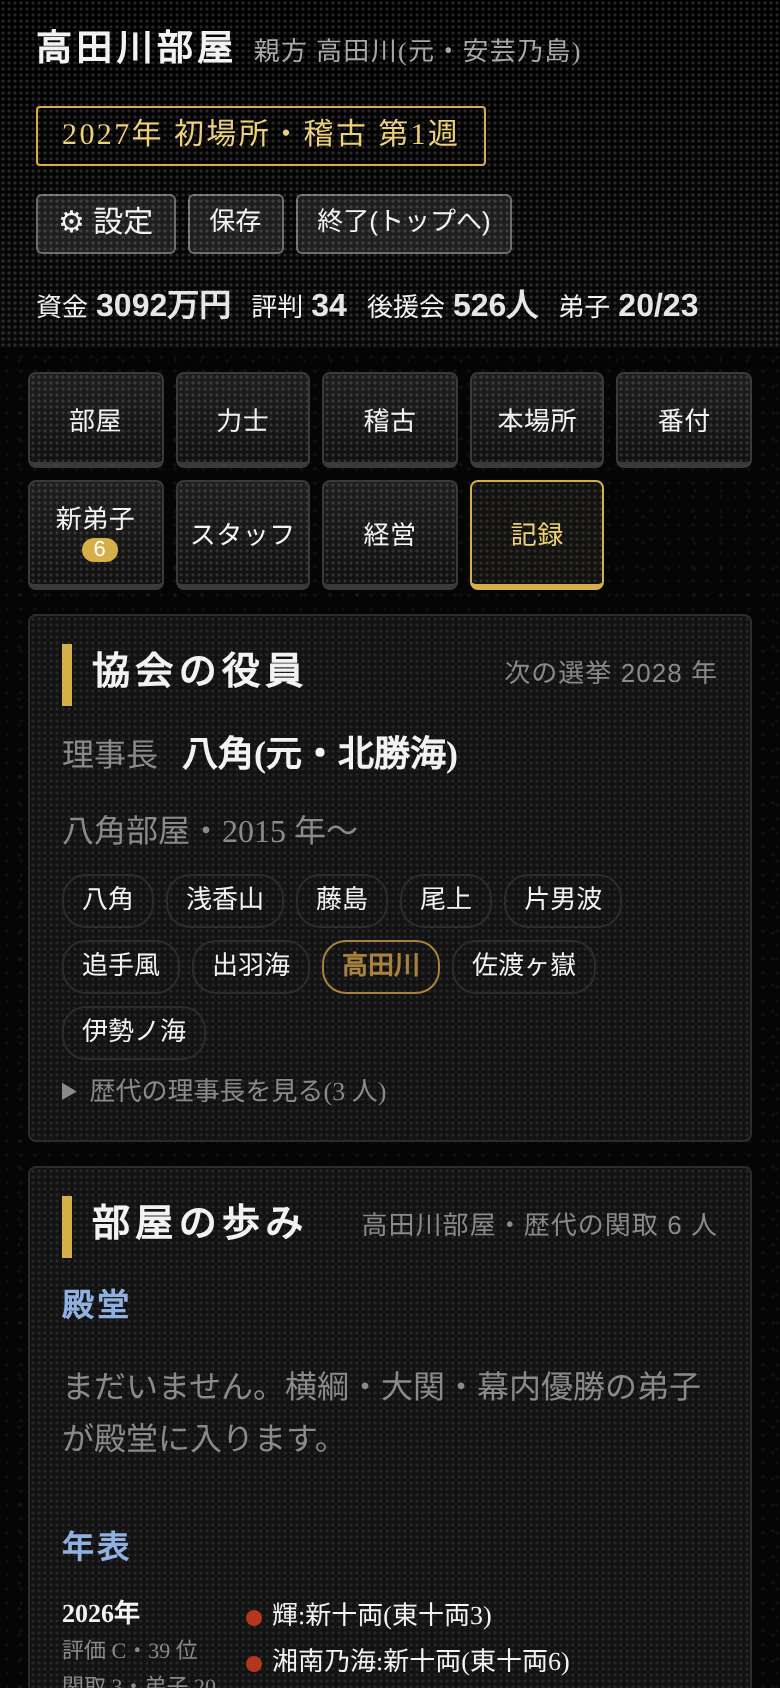 高田川部屋 親方 高田川(元・安芸乃島)
2027年 初場所・稽古 第1週
⚙ 設定 保存 終了(トップへ)
資金 3092万円 評判 34 後援会 526人 弟子 20/23
部屋 力士 稽古 本場所 番付
新弟子 6 スタッフ 経営 記録
協会の役員 次の選挙 2028 年
理事長 八角(元・北勝海)
八角部屋・2015 年〜
八角 浅香山 藤島 尾上 片男波
追手風 出羽海 高田川 佐渡ヶ嶽
伊勢ノ海
▶ 歴代の理事長を見る(3 人)
部屋の歩み 高田川部屋・歴代の関取 6 人
殿堂
まだいません。横綱・大関・幕内優勝の弟子
が殿堂に入ります。
年表
2026年 輝:新十両(東十両3)
評価 C・39 位
湘南乃海:新十両(東十両6)
関取 3・弟子 20